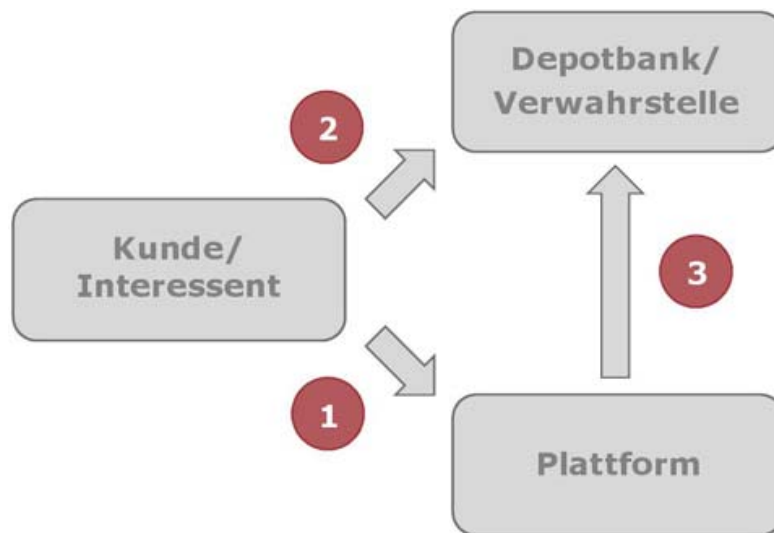 Depotbank/
Verwahrstelle
2
Kunde/
Interessent
3
1
Plattform